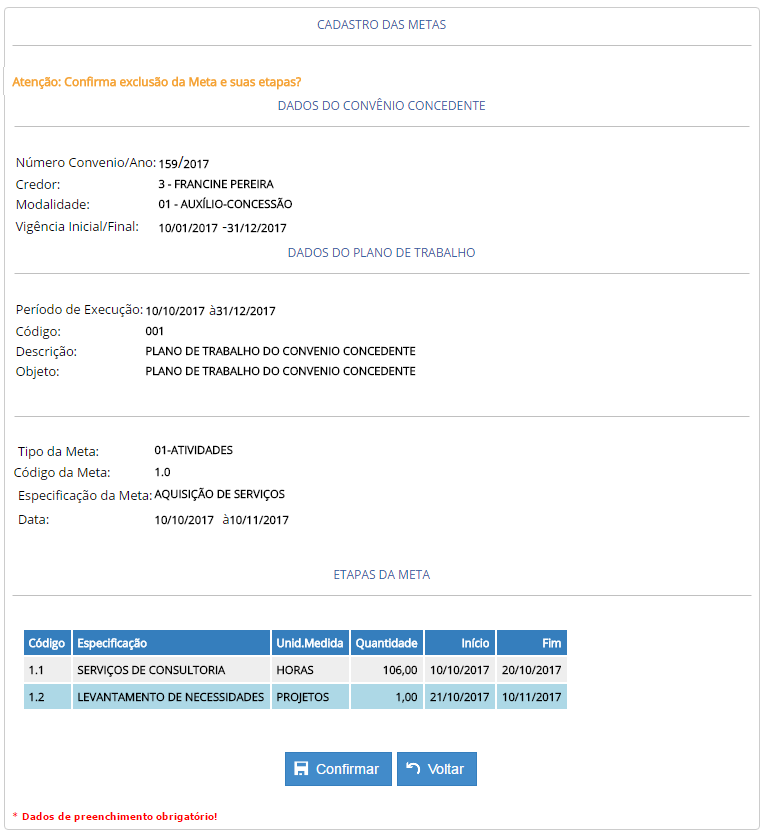 CADASTRO DAS METAS
Atenção: Confirma exclusão da Meta e suas etapas?
DADOS DO CONVÊNIO CONCEDENTE
Número Convenio/Ano: 159/2017
Credor: 3 - FRANCINE PEREIRA
Modalidade: 01 - AUXÍLIO-CONCESSÃO
Vigência Inicial/Final: 10/01/2017 -31/12/2017
DADOS DO PLANO DE TRABALHO
Período de Execução: 10/10/2017 à31/12/2017
Código: 001
Descrição: PLANO DE TRABALHO DO CONVENIO CONCEDENTE
Objeto: PLANO DE TRABALHO DO CONVENIO CONCEDENTE
Tipo da Meta: 01-ATIVIDADES
Código da Meta: 1.0
Especificação da Meta: AQUISIÇÃO DE SERVIÇOS
Data: 10/10/2017 à10/11/2017
ETAPAS DA META
Código Especificação Unid.Medida Quantidade Início Fim
1.1 SERVIÇOS DE CONSULTORIA HORAS 106,00 10/10/2017 20/10/2017
1.2 LEVANTAMENTO DE NECESSIDADES PROJETOS 1,00 21/10/2017 10/11/2017
Confirmar Voltar
* Dados de preenchimento obrigatório!